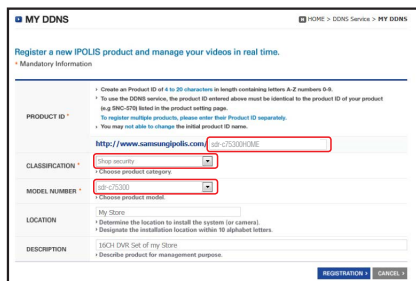 MY DDNS
HOME > DDNS Service > MY DDNS
Register a new IPOLIS product and manage your videos in real time.
* Mandatory Information
PRODUCT ID *
› Create an Product ID of 4 to 20 characters in length containing letters A-Z numbers 0-9.
› To use the DDNS service, the product ID entered above must be identical to the product ID of your product
(e.g SNC-570) listed in the product setting page.
To register multiple products, please enter their Product ID separately.
› You may not able to change the initial product ID name.
http://www.samsungipolis.com/ sdr-c75300HOME
CLASSIFICATION *
Shop security
› Choose product category.
MODEL NUMBER *
sdr-c75300
› Choose product model.
LOCATION
My Store
› Determine the location to install the system (or camera).
› Designate the installation location within 10 alphabet letters.
DESCRIPTION
16CH DVR Set of my Store
› Describe product for management purpose.
REGISTRATION › CANCEL ›